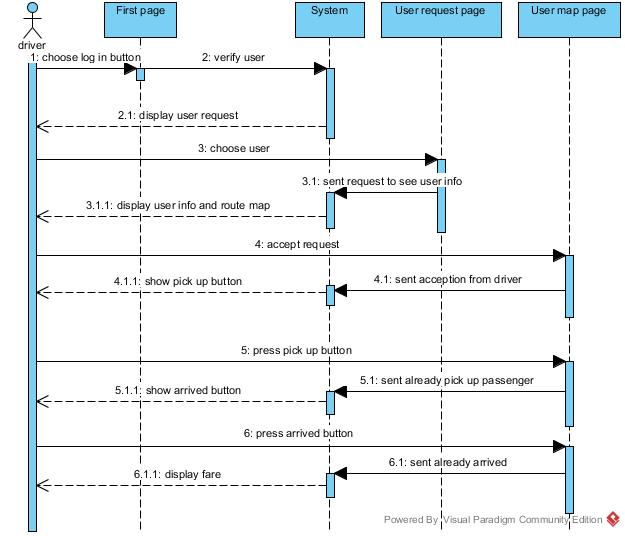 First page
System
User request page
User map page
driver
1: choose log in button
2: verify user
2.1: display user request
3: choose user
3.1: sent request to see user info
3.1.1: display user info and route map
4: accept request
4.1: sent acception from driver
4.1.1: show pick up button
5: press pick up button
5.1: sent already pick up passenger
5.1.1: show arrived button
6: press arrived button
6.1: sent already arrived
6.1.1: display fare
Powered By Visual Paradigm Community Edition